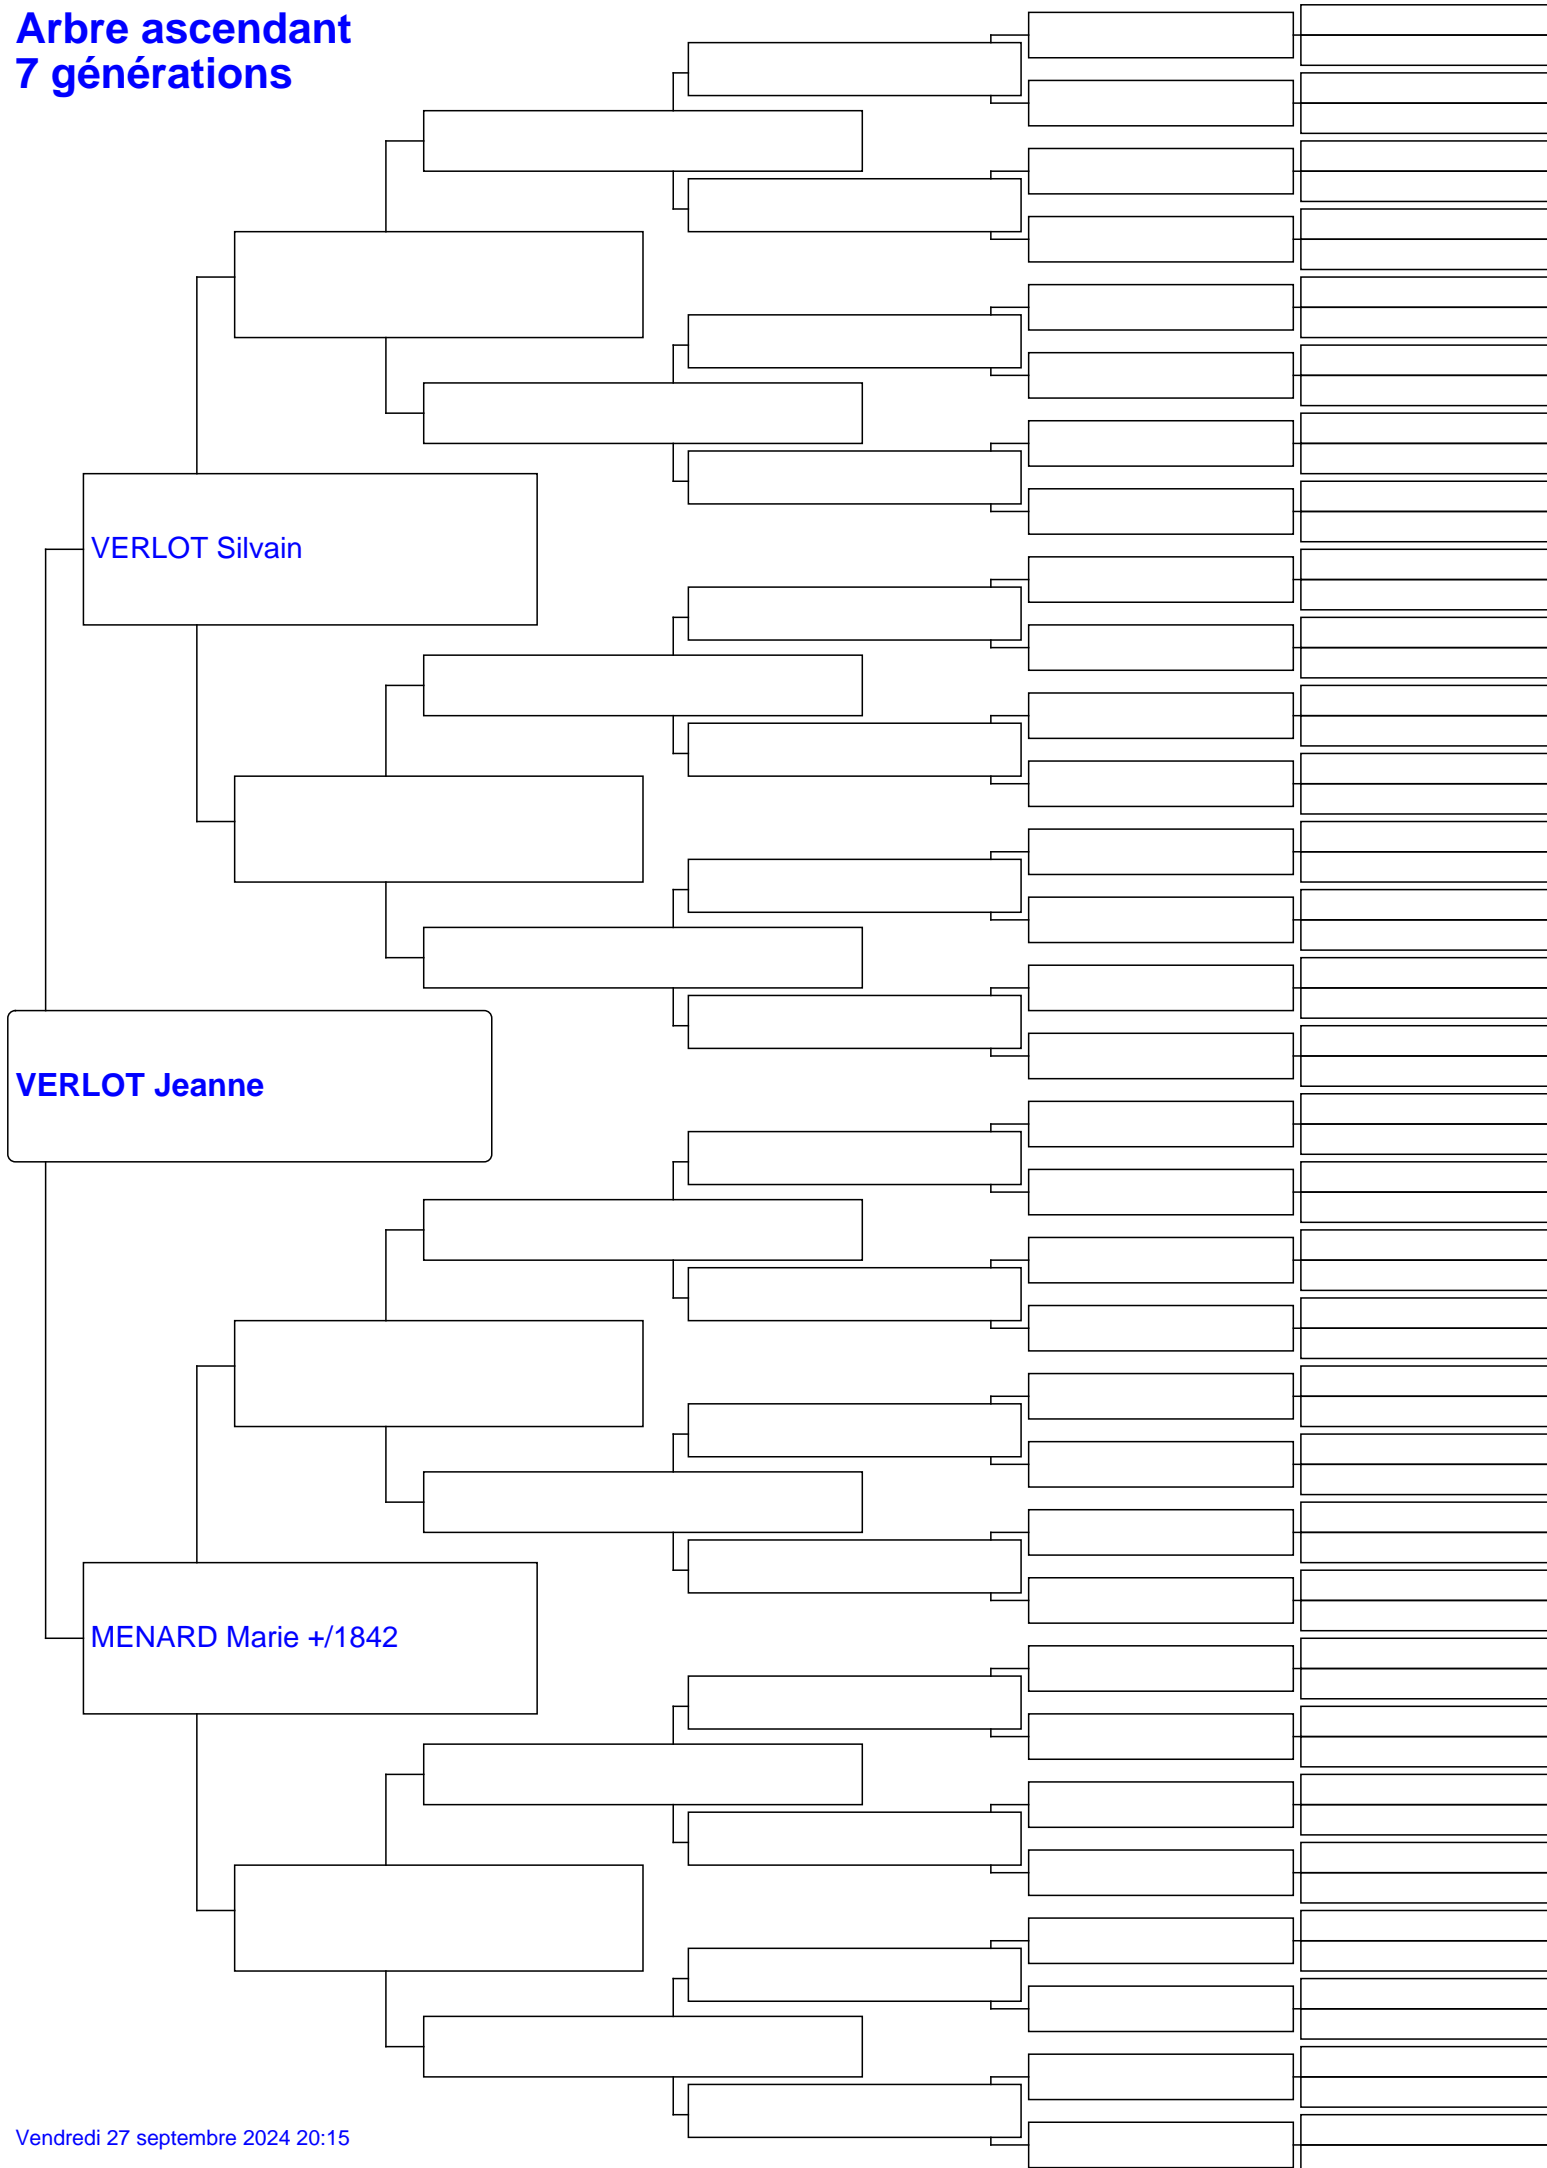 Arbre ascendant
7 générations
VERLOT Silvain
VERLOT Jeanne
MENARD Marie +/1842
Vendredi 27 septembre 2024 20:15